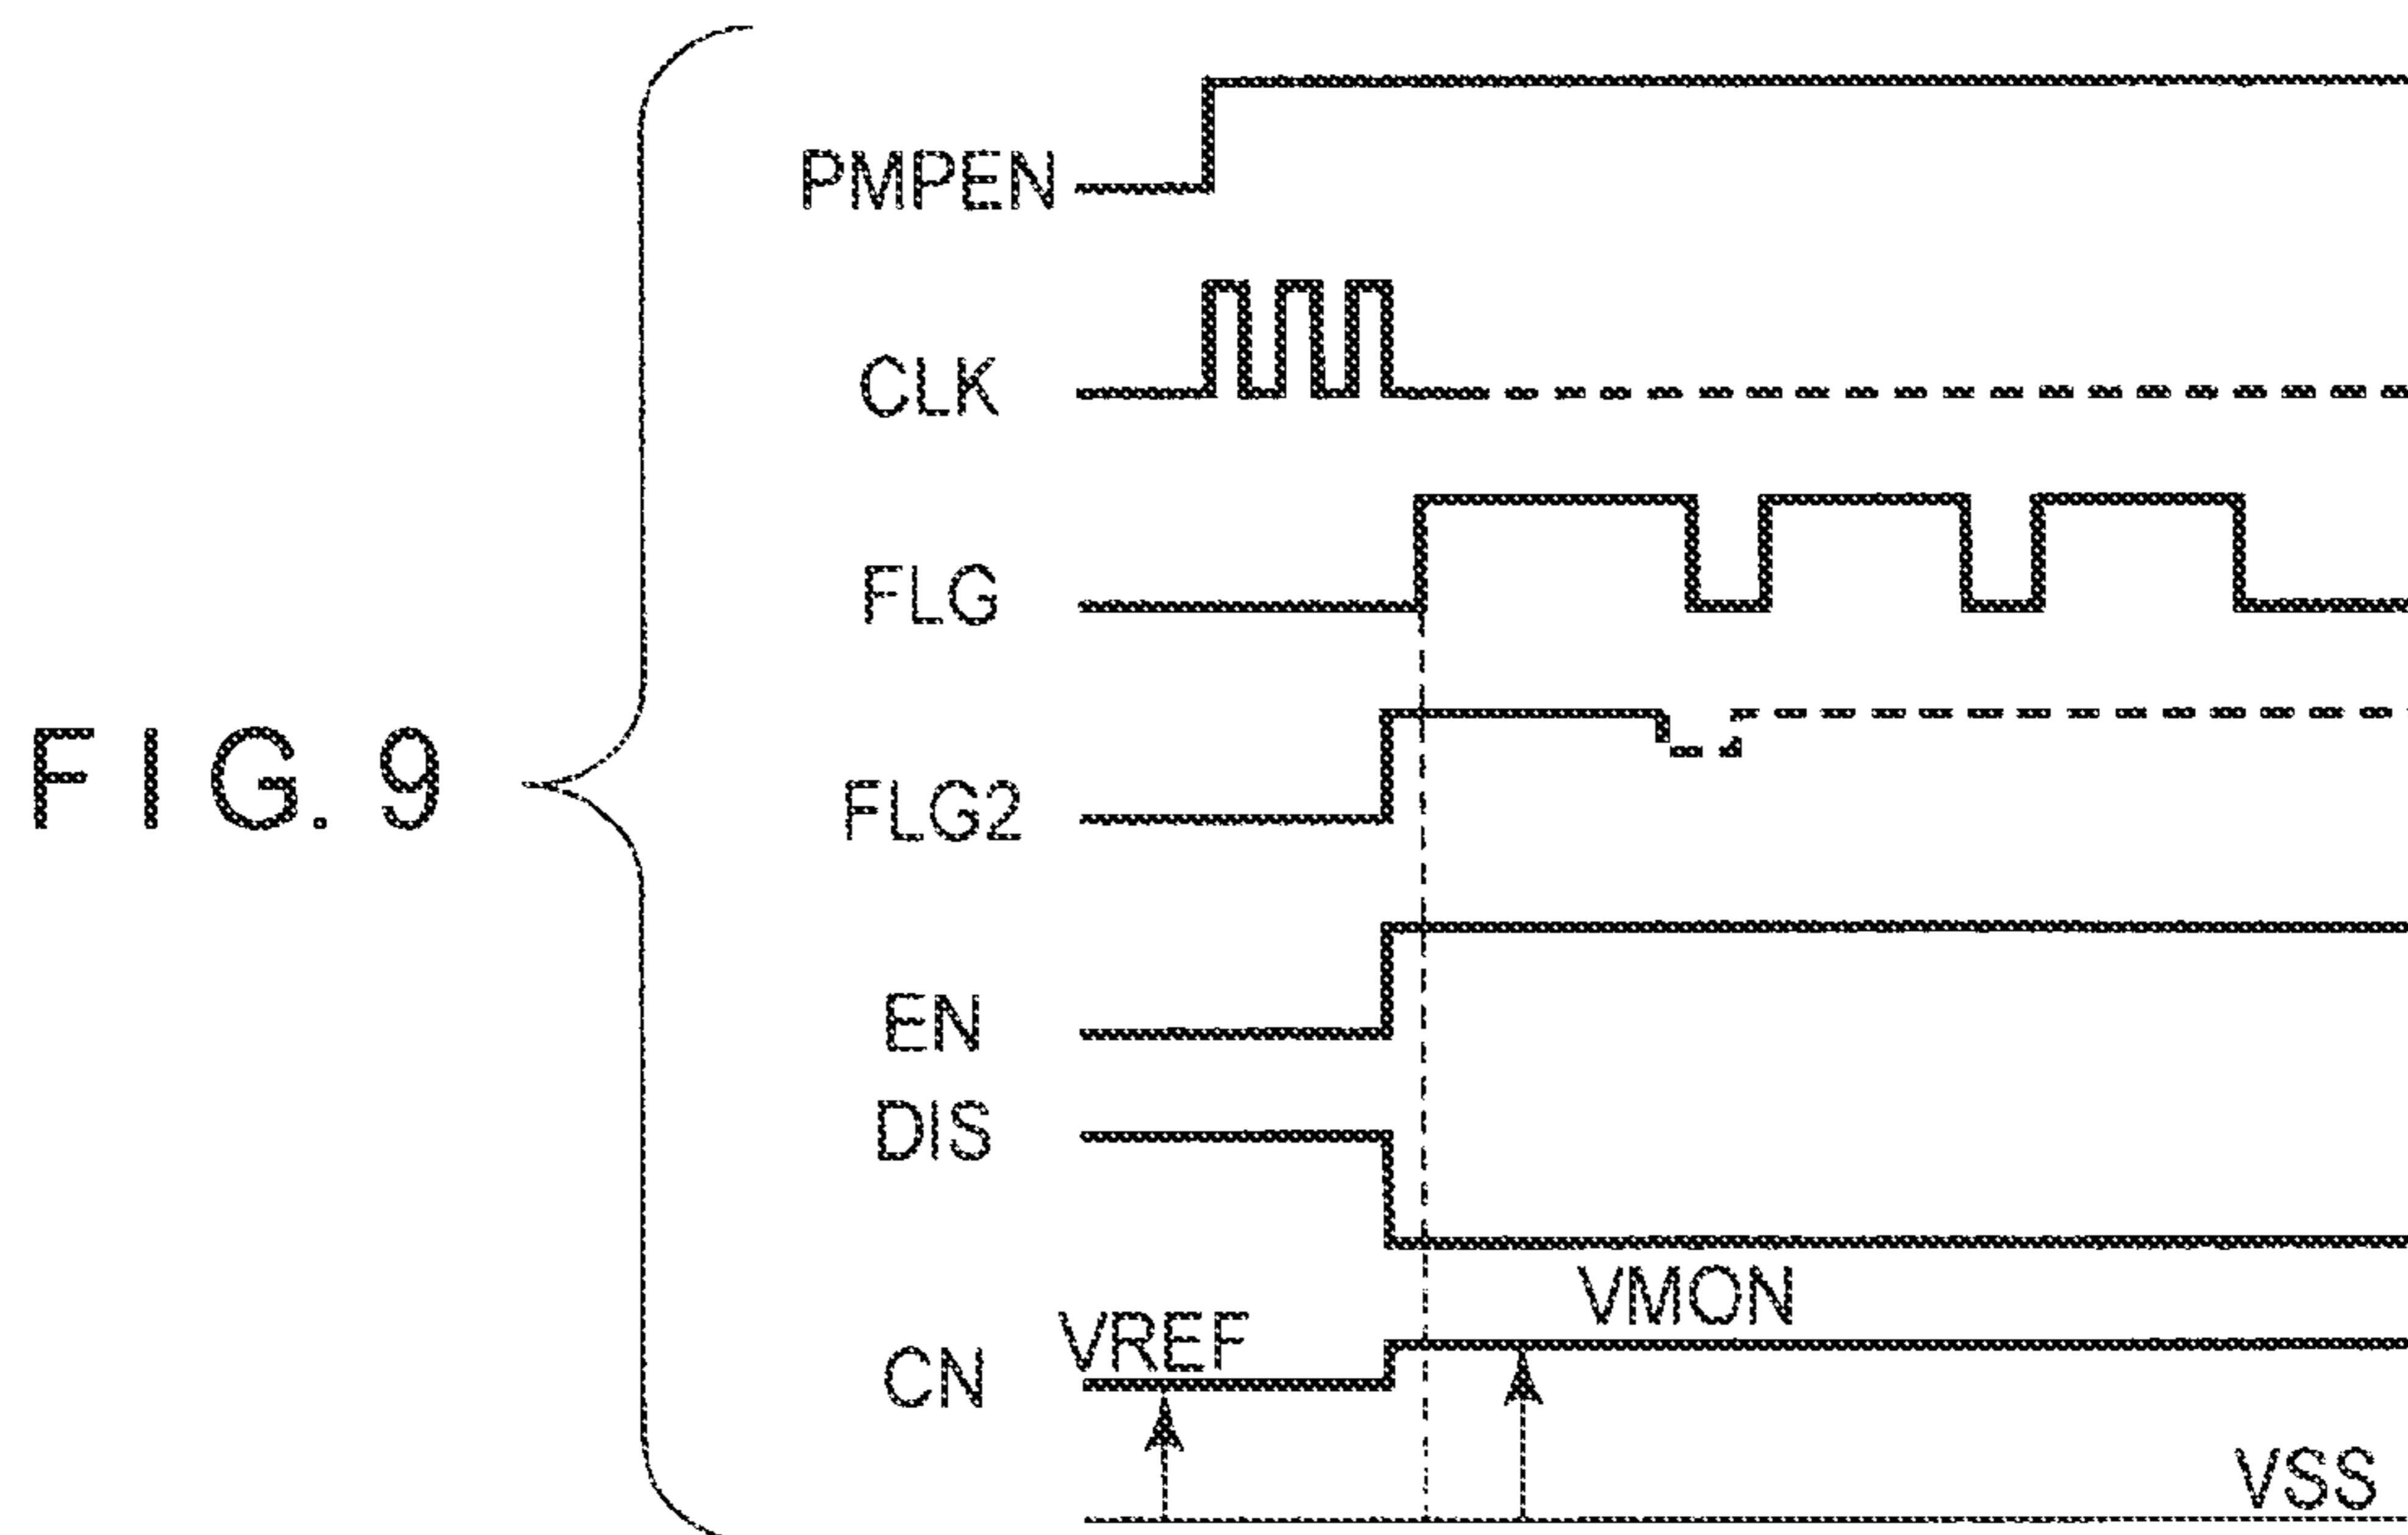 FIG. 9
PMPEN
CLK
FLG
FLG2
EN
DIS
VMON
VREF
CN
VSS